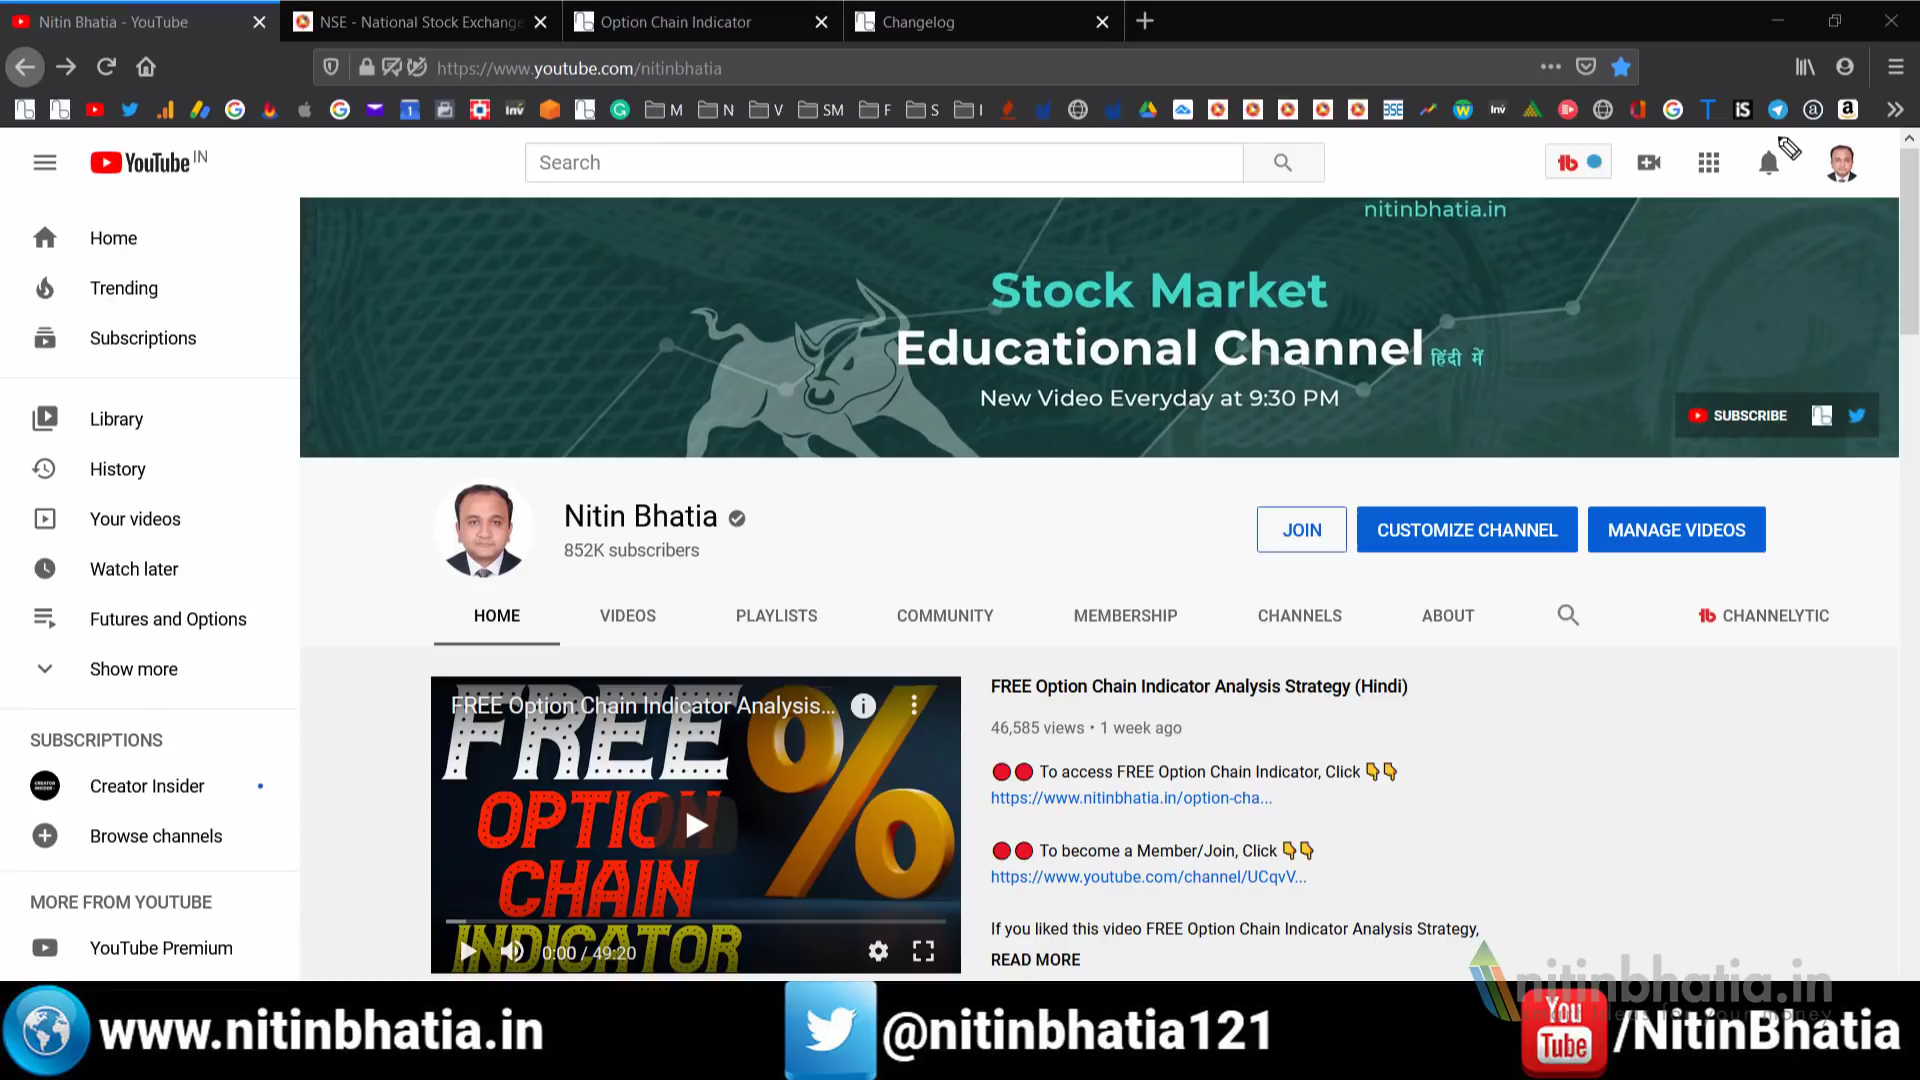 Nitin Bhatia - YouTube
NSE - National Stock Exchange
Option Chain Indicator
Changelog
https://www.youtube.com/nitinbhatia
M
N
V
SM
F
S
I
YouTube IN
Search
Home
Trending
Subscriptions
Library
History
Your videos
Watch later
Futures and Options
Show more
SUBSCRIPTIONS
Creator Insider
Browse channels
MORE FROM YOUTUBE
YouTube Premium
nitinbhatia.in
Stock Market
Educational Channel हिंदी में
New Video Everyday at 9:30 PM
SUBSCRIBE
Nitin Bhatia
852K subscribers
JOIN
CUSTOMIZE CHANNEL
MANAGE VIDEOS
HOME
VIDEOS
PLAYLISTS
COMMUNITY
MEMBERSHIP
CHANNELS
ABOUT
CHANNELYTIC
FREE Option Chain Indicator Analysis...
FREE
OPTION
CHAIN
INDICATOR
0:00 / 49:20
FREE Option Chain Indicator Analysis Strategy (Hindi)
46,585 views • 1 week ago
To access FREE Option Chain Indicator, Click
https://www.nitinbhatia.in/option-cha...
To become a Member/Join, Click
https://www.youtube.com/channel/UCqvV...
If you liked this video FREE Option Chain Indicator Analysis Strategy,
READ MORE
nitinbhatia.in
www.nitinbhatia.in
@nitinbhatia121
You
Tube
/NitinBhatia